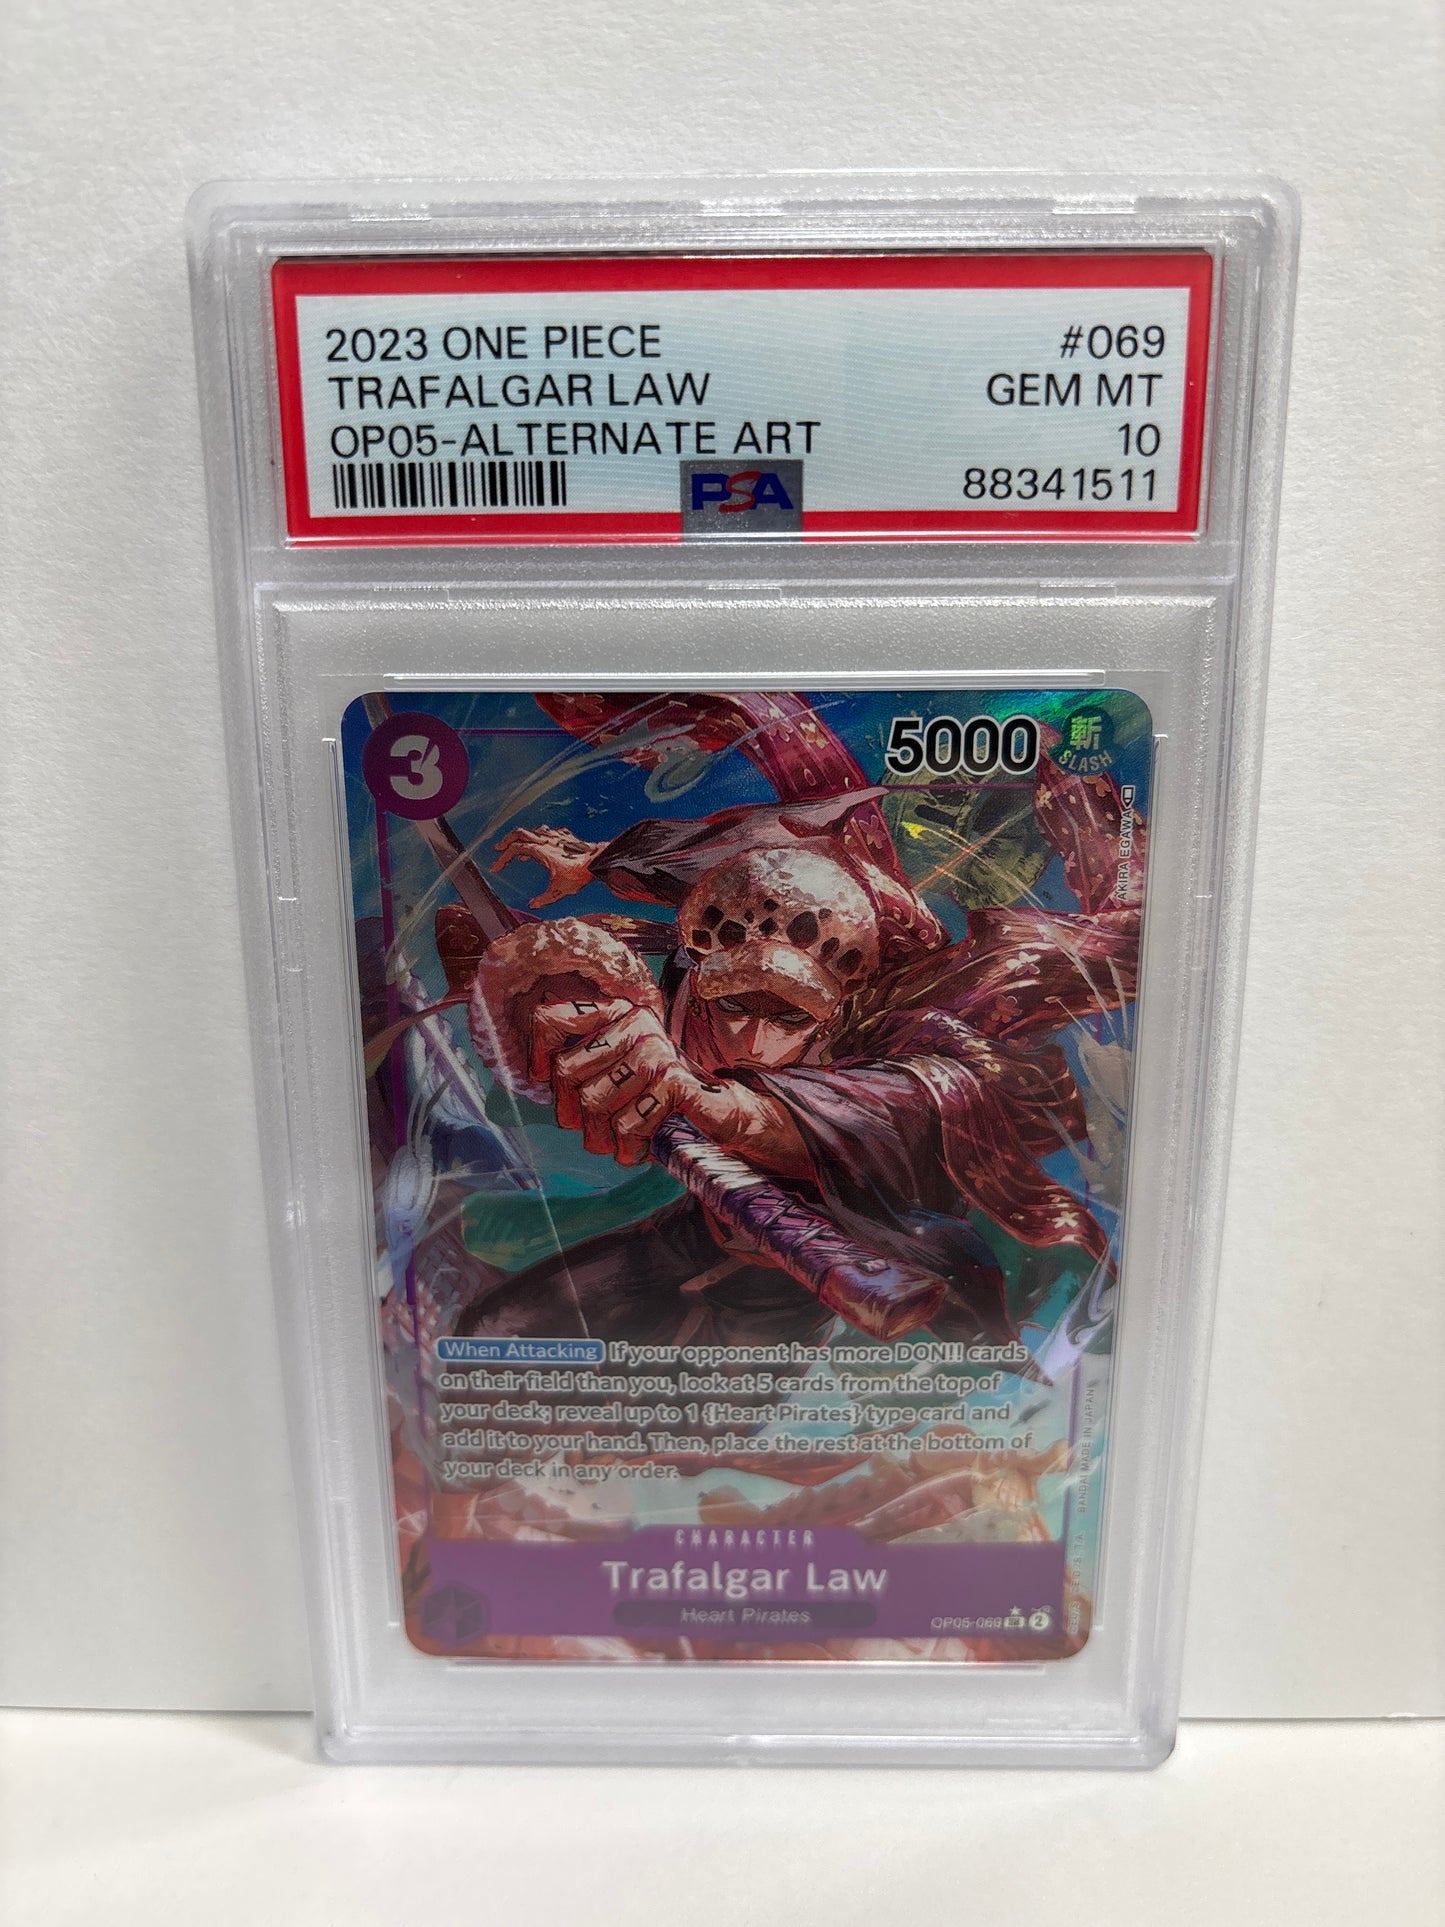 2023 ONE PIECE #069
TRAFALGAR LAW GEM MT
OP05-ALTERNATE ART 10
PSA 88341511
3 5000 斬
SLASH
AKIRA EGAWA
D E A T
When Attacking If your opponent has more DON!! cards
on their field than you, look at 5 cards from the top of
your deck; reveal up to 1 {Heart Pirates} type card and
add it to your hand. Then, place the rest at the bottom of
your deck in any order.
BANDAI MADE IN JAPAN
CHARACTER
Trafalgar Law
Heart Pirates
OP05-069 SR 2